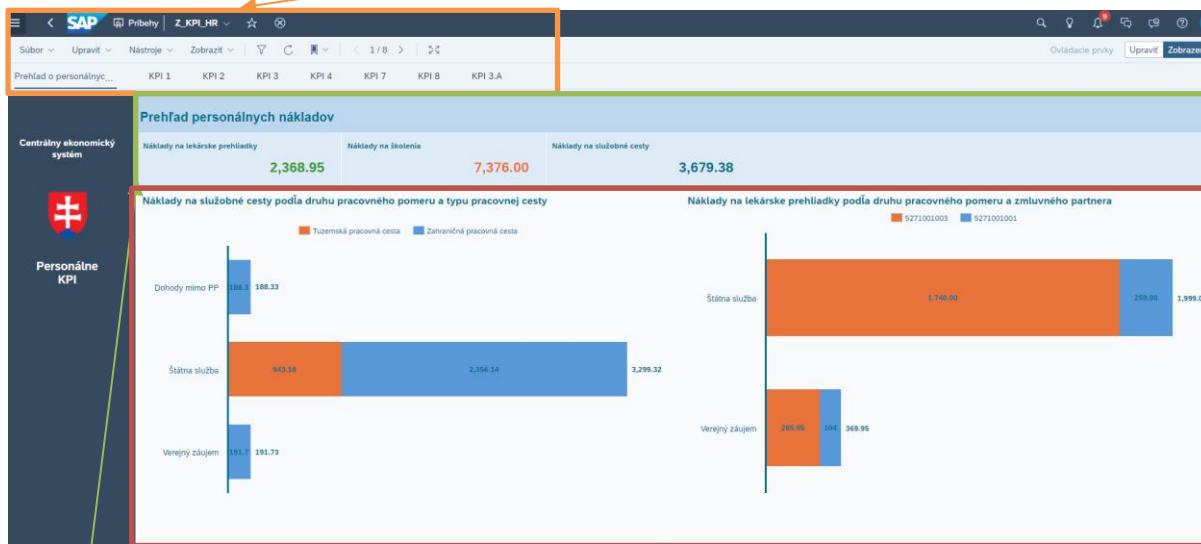 SAP Príbehy Z_KPI_HR
9
Súbor Upraviť Nástroje Zobraziť 1/8 Ovládacie prvky Upraviť
Prehľad o personálnyc... KPI 1 KPI 2 KPI 3 KPI 4 KPI 7 KPI 8 KPI 3.A
Centrálny ekonomický
systém
Personálne
KPI
Prehľad personálnych nákladov
Náklady na lekárske prehliadky Náklady na školenia Náklady na služobné cesty
2,368.95 7,376.00 3,679.38
Náklady na služobné cesty podľa druhu pracovného pomeru a typu pracovnej cesty
Tuzemská pracovná cesta Zahraničná pracovná cesta
Dohody mimo PP 188.3 188.33
Štátna služba 943.18 2,356.14 3,299.32
Verejný záujem 191.7 191.73
Náklady na lekárske prehliadky podľa druhu pracovného pomeru a zmluvného partnera
5271001003 5271001001
Štátna služba 1,740.00 259.00
Verejný záujem 265.95 104 369.95